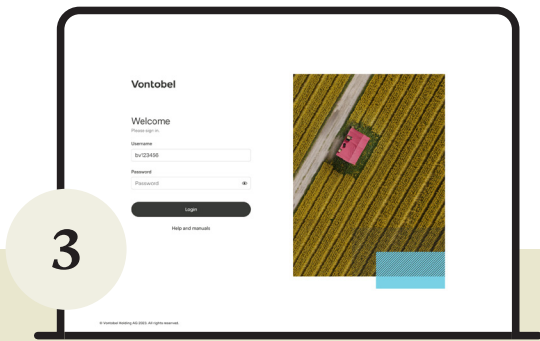 Vontobel
Welcome
Please sign in.
Username
bv123456
Password
Password
Login
Help and manuals
3
© Vontobel Holding AG 2023. All rights reserved.